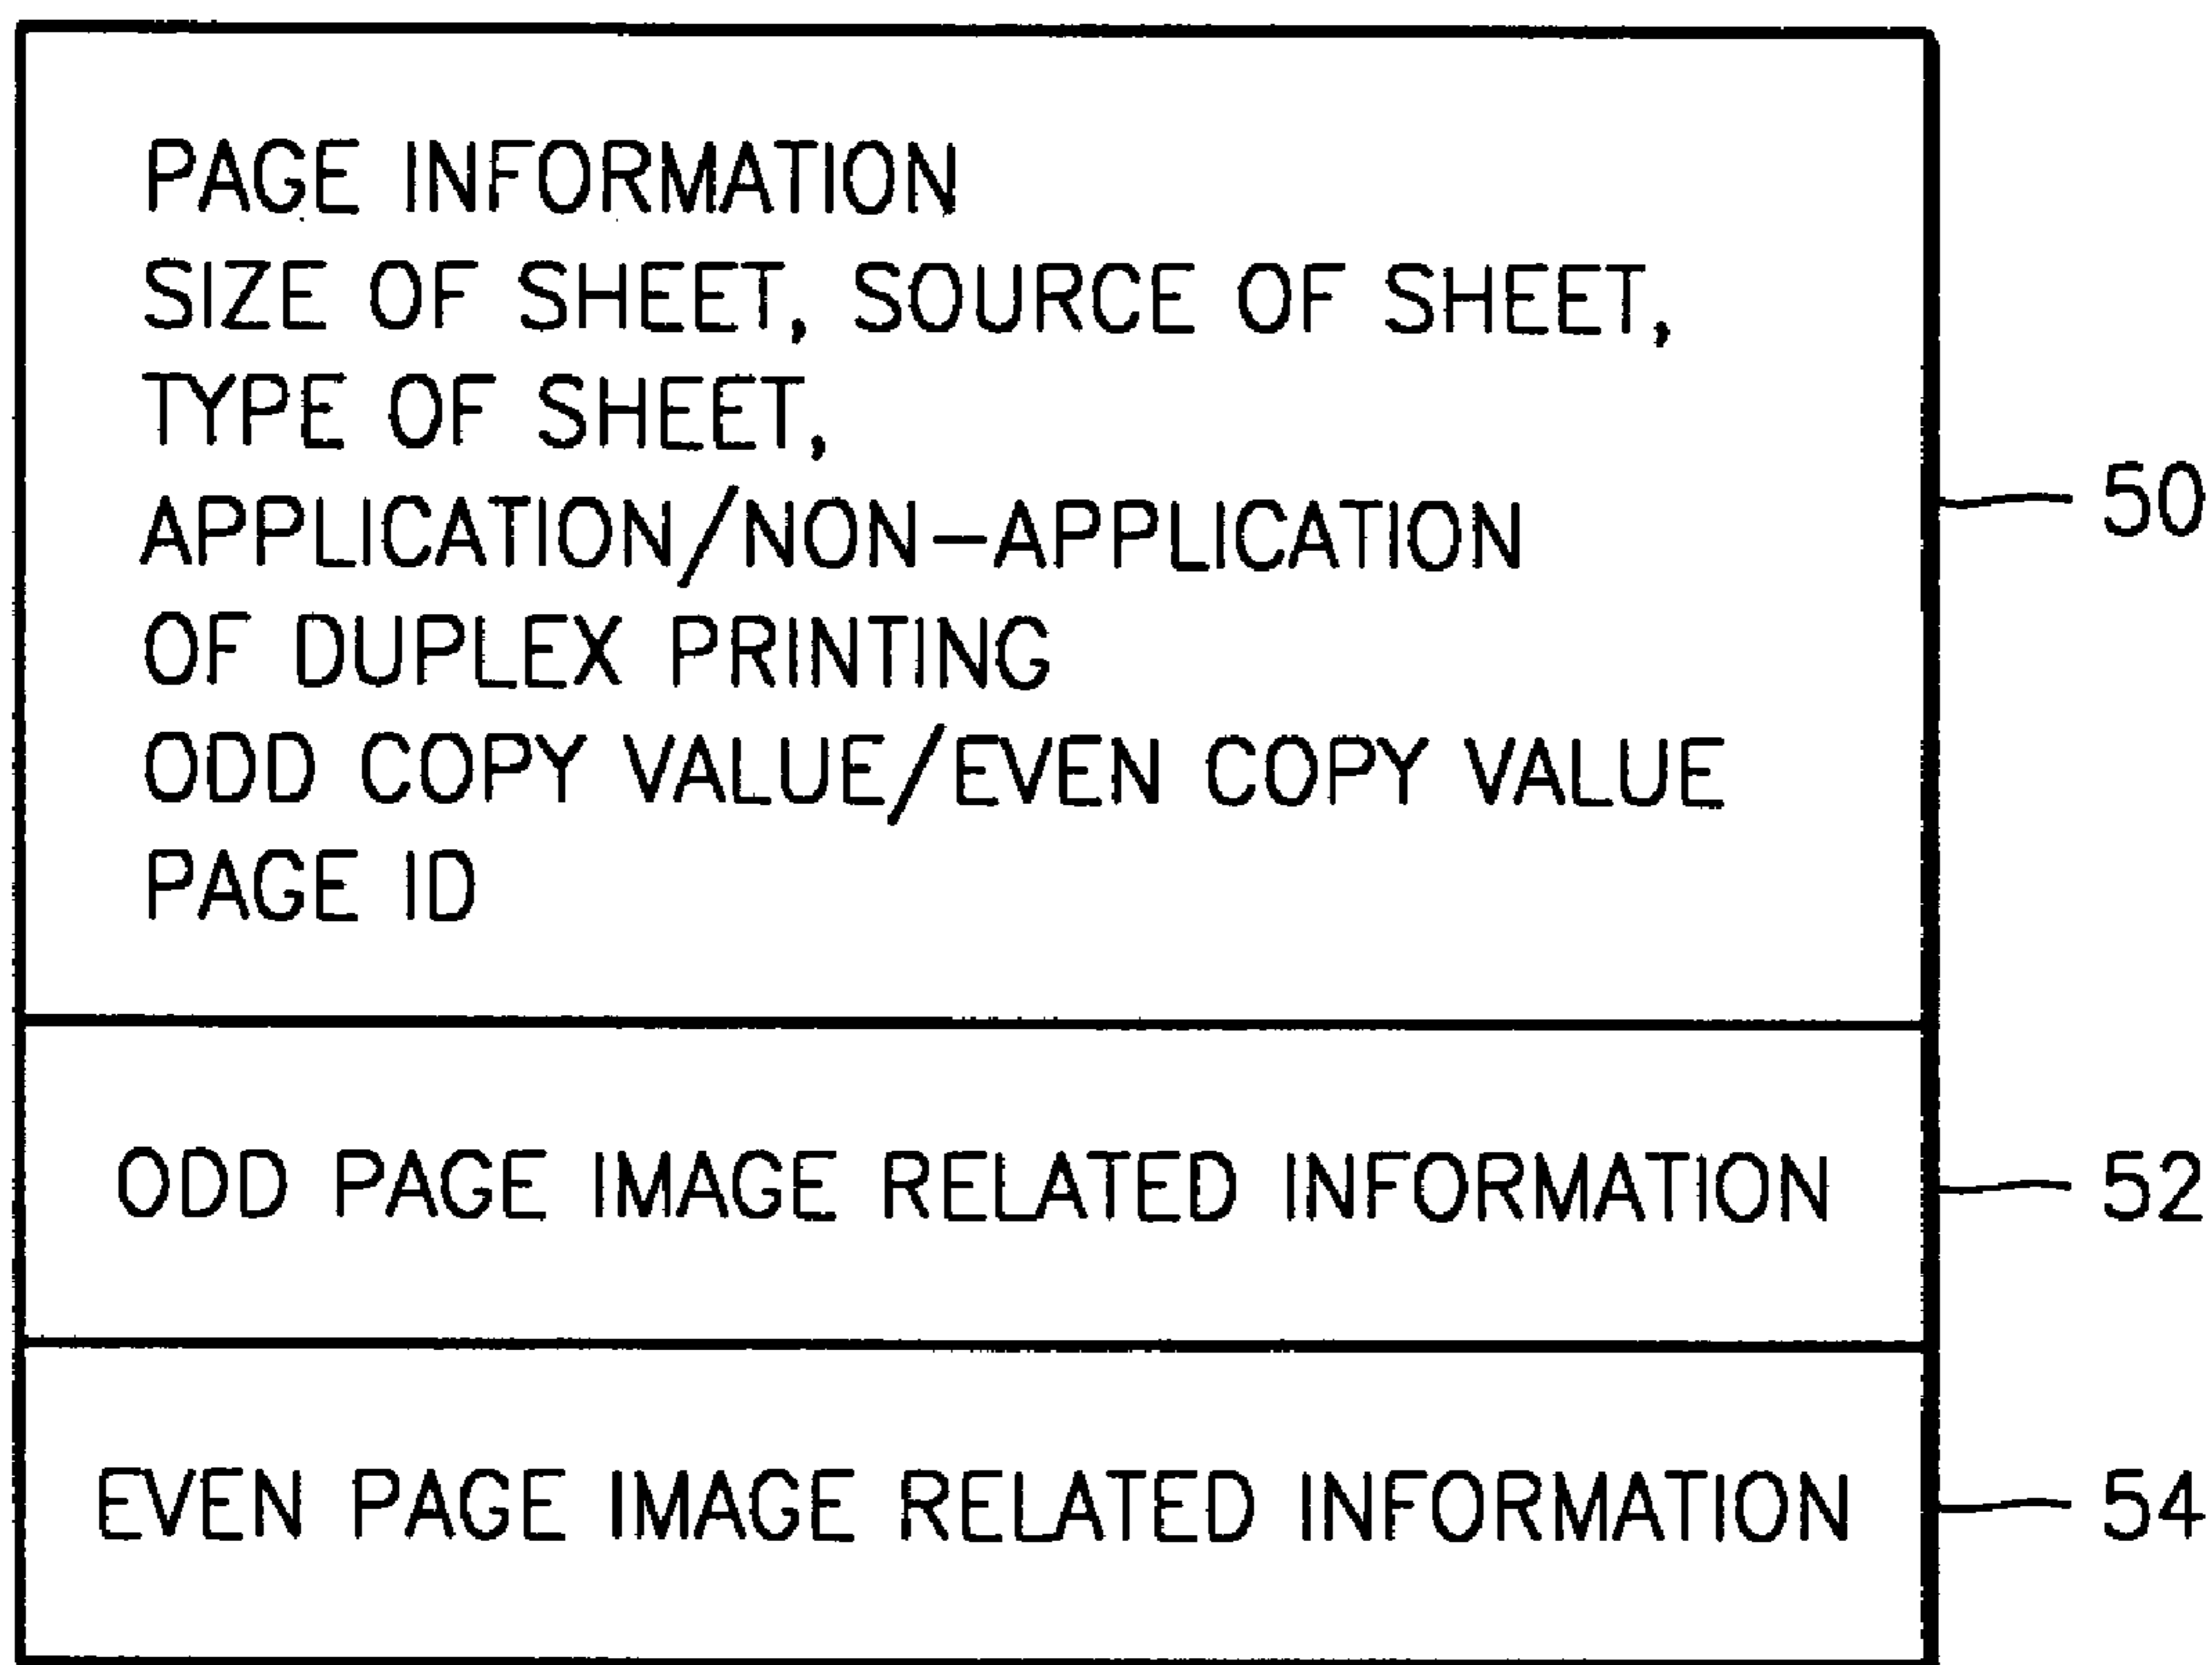 PAGE INFORMATION
SIZE OF SHEET, SOURCE OF SHEET,
TYPE OF SHEET,
APPLICATION/NON-APPLICATION
OF DUPLEX PRINTING
ODD COPY VALUE/EVEN COPY VALUE
PAGE ID
50
ODD PAGE IMAGE RELATED INFORMATION
52
EVEN PAGE IMAGE RELATED INFORMATION
54